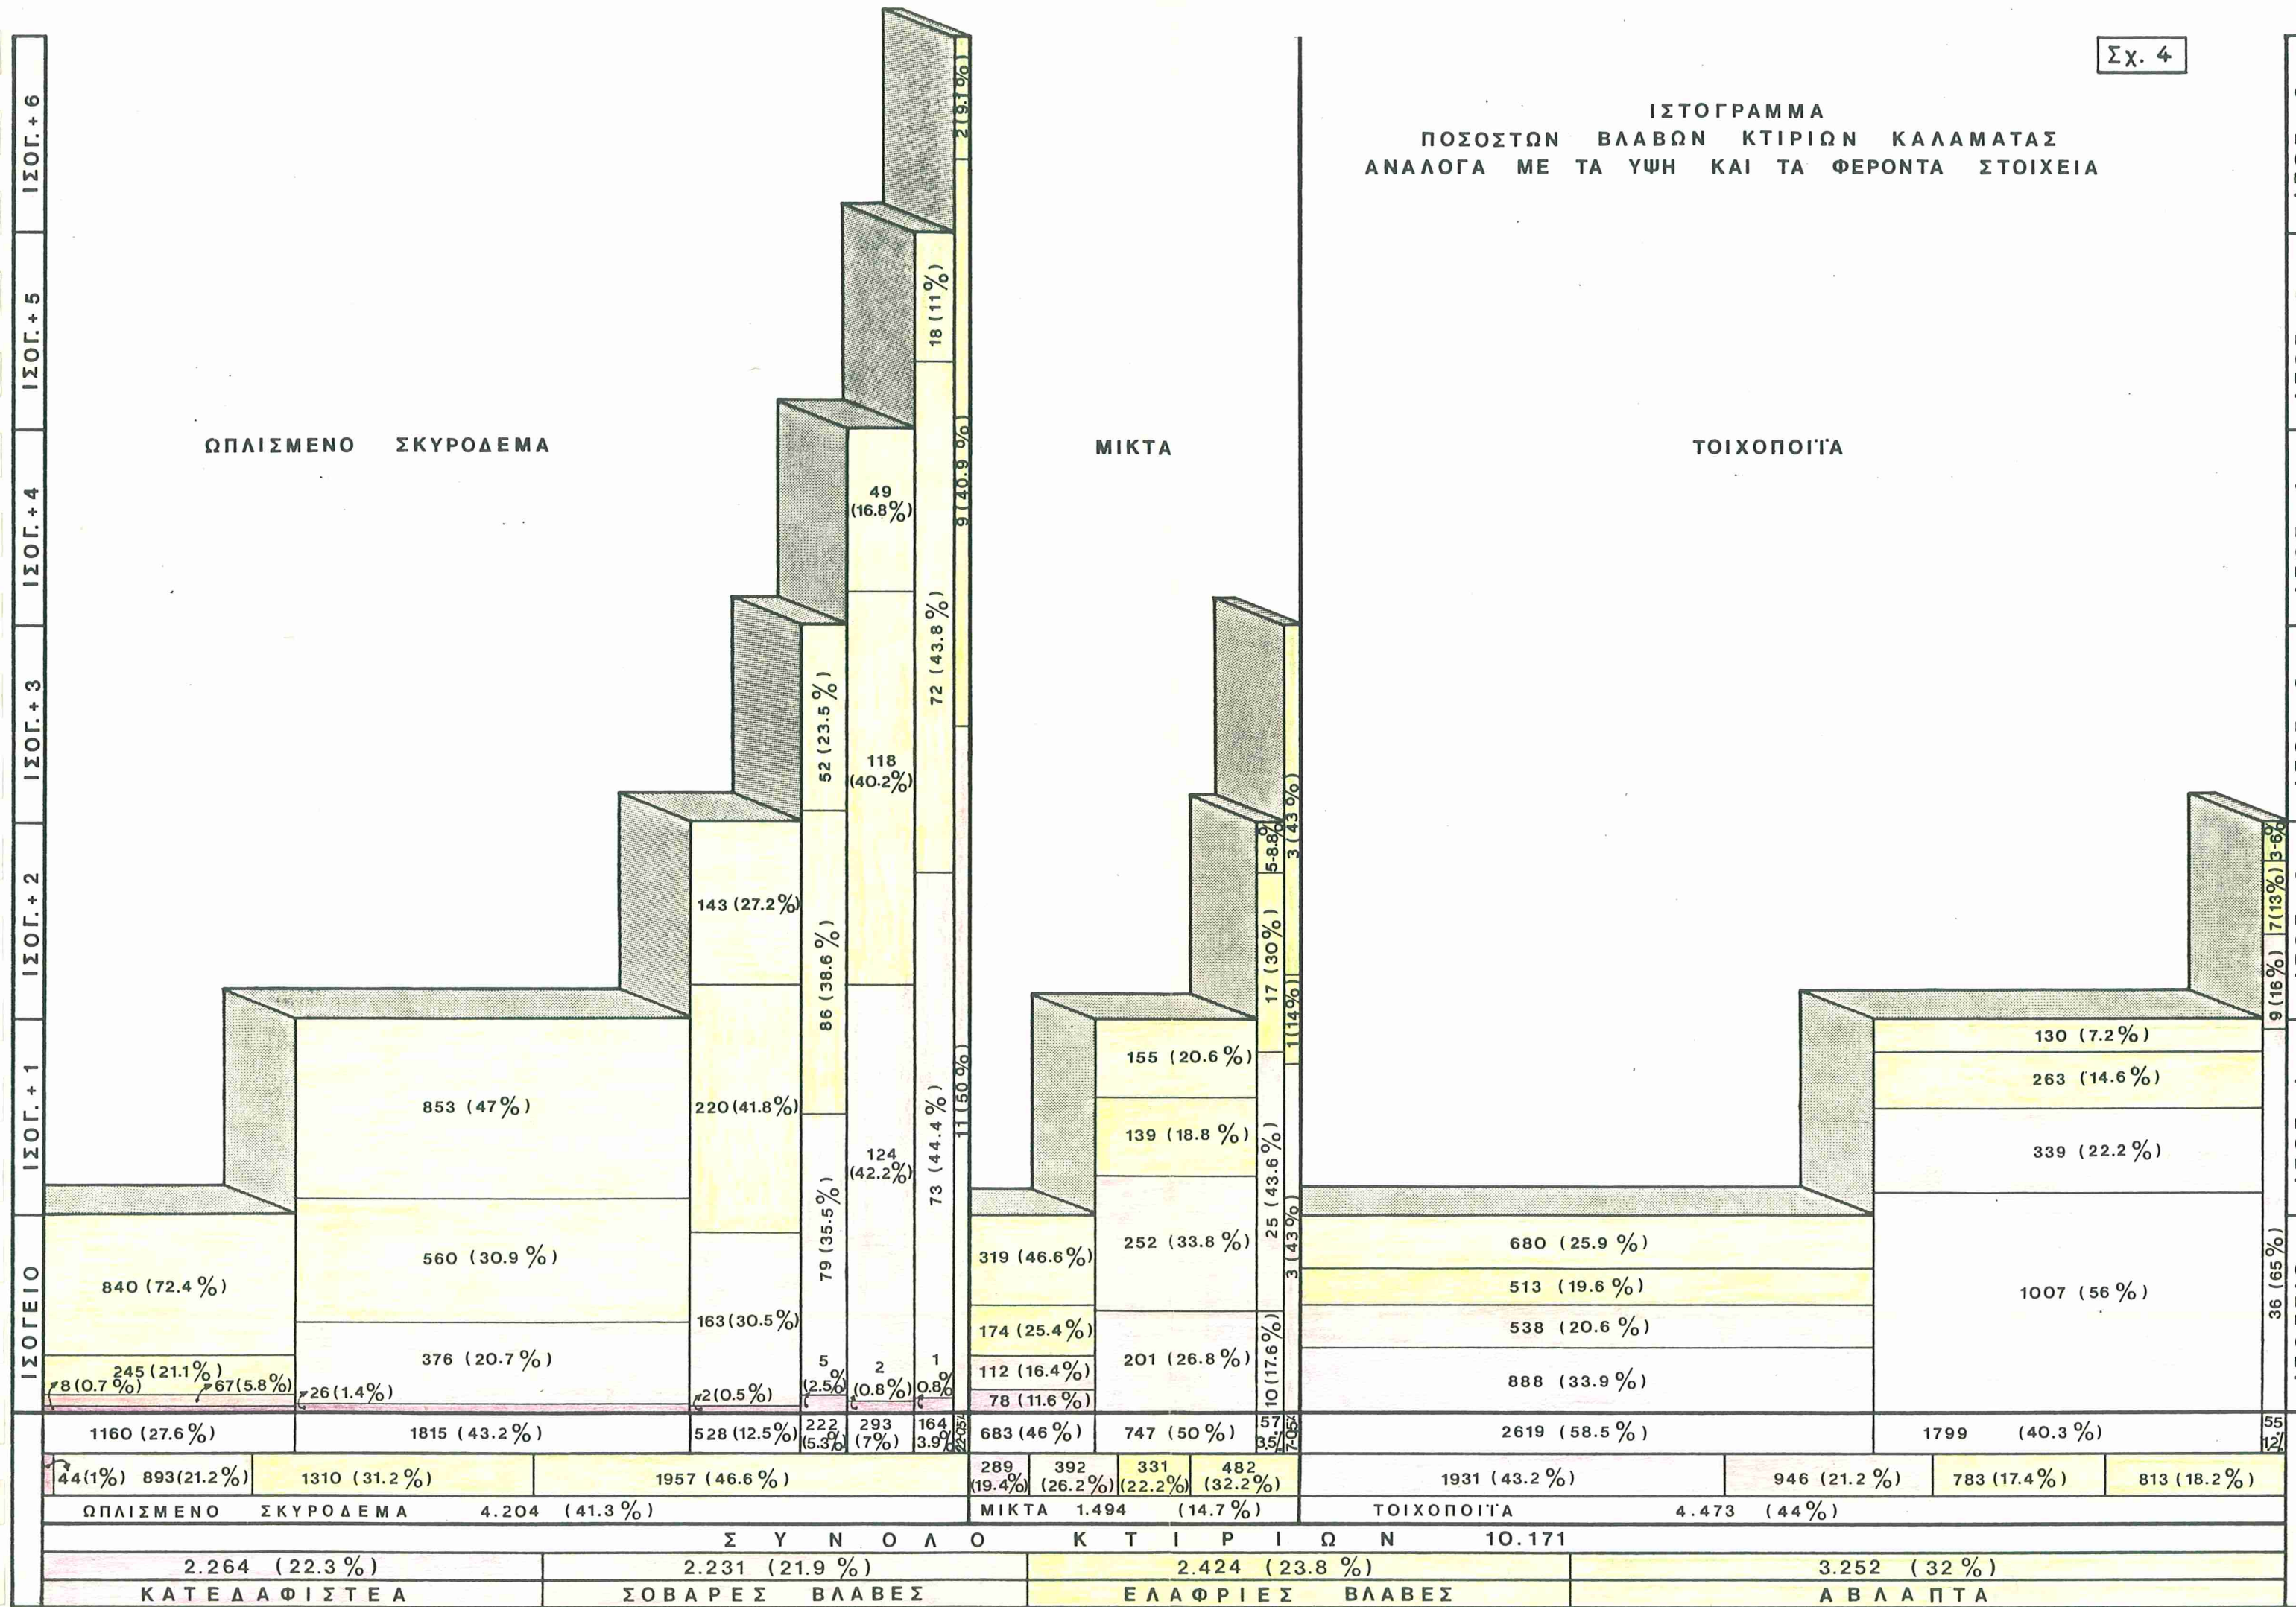 Σχ. 4
ΙΣΤΟΓΡΑΜΜΑ
ΠΟΣΟΣΤΩΝ ΒΛΑΒΩΝ ΚΤΙΡΙΩΝ ΚΑΛΑΜΑΤΑΣ
ΑΝΑΛΟΓΑ ΜΕ ΤΑ ΥΨΗ ΚΑΙ ΤΑ ΦΕΡΟΝΤΑ ΣΤΟΙΧΕΙΑ
ΙΣΟΓ. + 6
ΙΣΟΓ. + 5
ΙΣΟΓ. + 4
ΙΣΟΓ. + 3
ΙΣΟΓ. + 2
ΙΣΟΓ. + 1
ΙΣΟΓΕΙΟ
ΩΠΛΙΣΜΕΝΟ ΣΚΥΡΟΔΕΜΑ
840 (72.4 %)
245 (21.1%)
8(0.7 %)
67(5.8%)
853 (47%)
560 (30.9 %)
376 (20.7 %)
26(1.4%)
143 (27.2%)
220 (41.8%)
163 (30.5%)
2(0.5%)
52 (23.5 %)
86 (38.6 %)
79 (35.5%)
5
(2.5%)
49
(16.8%)
118
(40.2%)
124
(42.2%)
2
(0.8%)
18 (11%)
72 (43.8 %)
73 (44.4 %)
1
0.8%
2 (9.1%)
9 (40.9 %)
11 (50 %)
ΜΙΚΤΑ
319 (46.6%)
174 (25.4%)
112 (16.4%)
78 (11.6 %)
155 (20.6%)
139 (18.8 %)
252 (33.8%)
201 (26.8%)
5-8.8%
17 (30%)
25 (43.6 %)
10 (17.6%)
3 (43 %)
1 (14%)
3 (43 %)
ΤΟΙΧΟΠΟΙΪΑ
680 (25.9 %)
513 (19.6 %)
538 (20.6 %)
888 (33.9%)
130 (7.2%)
263 (14.6%)
339 (22.2%)
1007 (56 %)
3-6%
7(13%)
9 (16%)
36 (65 %)
1160 (27.6%) 1815 (43.2 %) 528 (12.5%) 222 (5.3%) 293 (7%) 164 3.9% 22-0.5% 683 (46 %) 747 (50 %) 57 3.5% 7-0.5% 2619 (58.5 %) 1799 (40.3 %) 55 1.2%
44(1%) 893(21.2%) 1310 (31.2 %) 1957 (46.6 %) 289 (19.4%) 392 (26.2%) 331 (22.2%) 482 (32.2%) 1931 (43.2 %) 946 (21.2 %) 783 (17.4%) 813 (18.2%)
ΩΠΛΙΣΜΕΝΟ ΣΚΥΡΟΔΕΜΑ 4.204 (41.3 %) ΜΙΚΤΑ 1.494 (14.7%) ΤΟΙΧΟΠΟΙΪΑ 4.473 (44%)
ΣΥΝΟΛΟ ΚΤΙΡΙΩΝ 10.171
2.264 (22.3 %) 2.231 (21.9 %) 2.424 (23.8 %) 3.252 (32 %)
ΚΑΤΕΔΑΦΙΣΤΕΑ ΣΟΒΑΡΕΣ ΒΛΑΒΕΣ ΕΛΑΦΡΙΕΣ ΒΛΑΒΕΣ ΑΒΛΑΠΤΑ